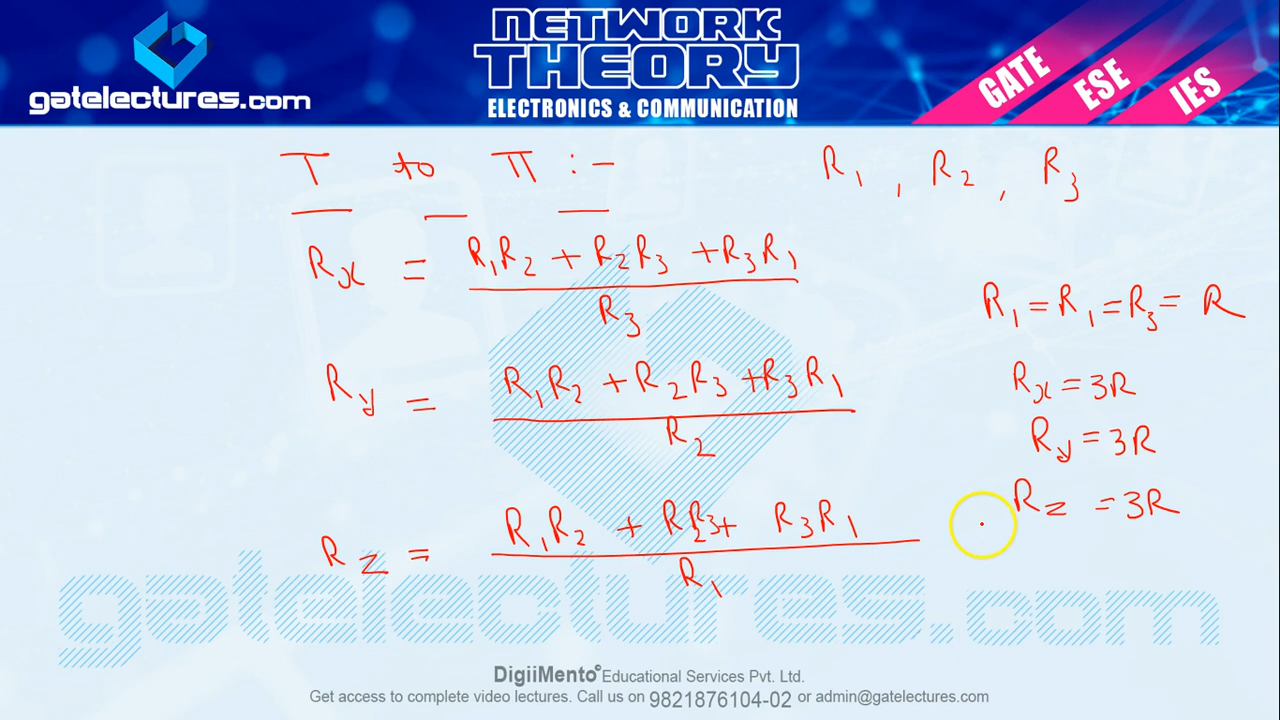 gatelectures.com
NETWORK
THEORY
ELECTRONICS & COMMUNICATION
GATE
ESE
IES
T to Π :-
R₁ , R₂ , R₃
Rx = R₁R₂ + R₂R₃ + R₃R₁ / R₃
R₁ = R₁ = R₃ = R
Ry = R₁R₂ + R₂R₃ + R₃R₁ / R₂
Rx = 3R
Ry = 3R
Rz = 3R
Rz = R₁R₂ + R₂R₃ + R₃R₁ / R₁
gatelectures.com
DigiiMento© Educational Services Pvt. Ltd.
Get access to complete video lectures. Call us on 9821876104-02 or admin@gatelectures.com